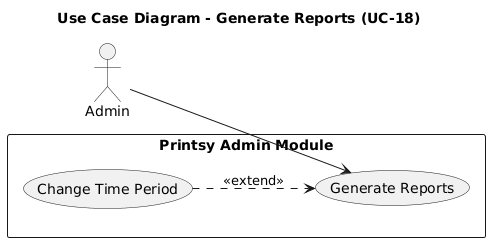 Use Case Diagram - Generate Reports (UC-18)
Admin
Printsy Admin Module
Change Time Period
«extend»
Generate Reports